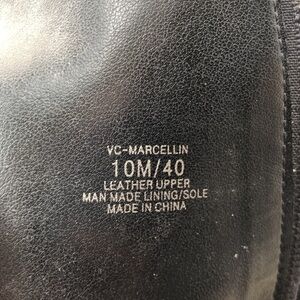 VC-MARCELLIN
10M/40
LEATHER UPPER
MAN MADE LINING/SOLE
MADE IN CHINA